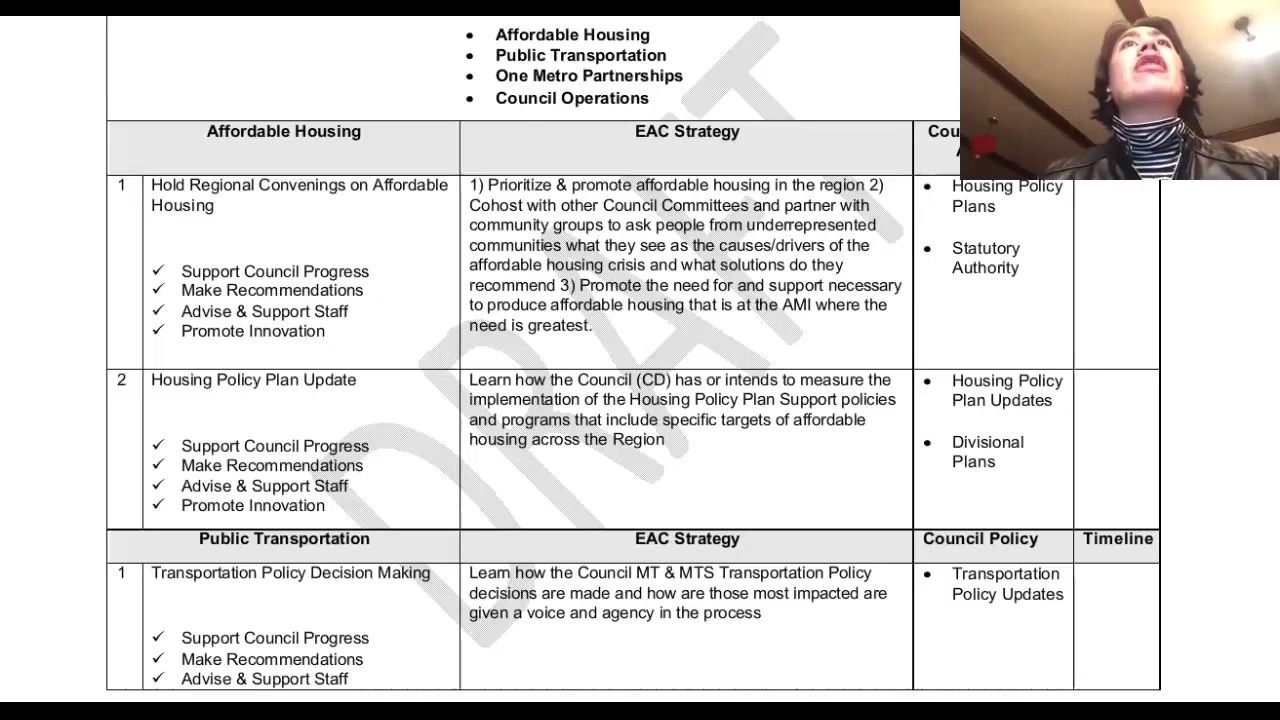 • Affordable Housing
• Public Transportation
• One Metro Partnerships
• Council Operations
Affordable Housing
EAC Strategy
1
Hold Regional Convenings on Affordable
Housing
✓ Support Council Progress
✓ Make Recommendations
✓ Advise & Support Staff
✓ Promote Innovation
1) Prioritize & promote affordable housing in the region 2)
Cohost with other Council Committees and partner with
community groups to ask people from underrepresented
communities what they see as the causes/drivers of the
affordable housing crisis and what solutions do they
recommend 3) Promote the need for and support necessary
to produce affordable housing that is at the AMI where the
need is greatest.
• Housing Policy
Plans
• Statutory
Authority
2
Housing Policy Plan Update
✓ Support Council Progress
✓ Make Recommendations
✓ Advise & Support Staff
✓ Promote Innovation
Learn how the Council (CD) has or intends to measure the
implementation of the Housing Policy Plan Support policies
and programs that include specific targets of affordable
housing across the Region
• Housing Policy
Plan Updates
• Divisional
Plans
Public Transportation
EAC Strategy
Council Policy
Timeline
1
Transportation Policy Decision Making
✓ Support Council Progress
✓ Make Recommendations
✓ Advise & Support Staff
Learn how the Council MT & MTS Transportation Policy
decisions are made and how are those most impacted are
given a voice and agency in the process
• Transportation
Policy Updates
DRAFT